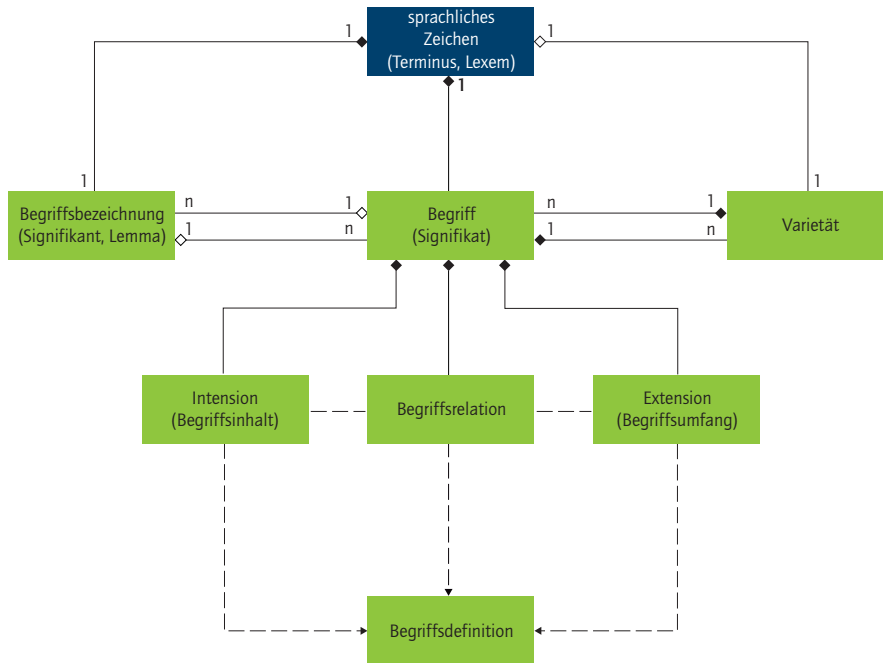 sprachliches
Zeichen
(Terminus, Lexem)
1
1
1
1
1
Begriffsbezeichnung
(Signifikant, Lemma)
n
1
1
n
Begriff
(Signifikat)
n
1
1
n
Varietät
Intension
(Begriffsinhalt)
Begriffsrelation
Extension
(Begriffsumfang)
Begriffsdefinition